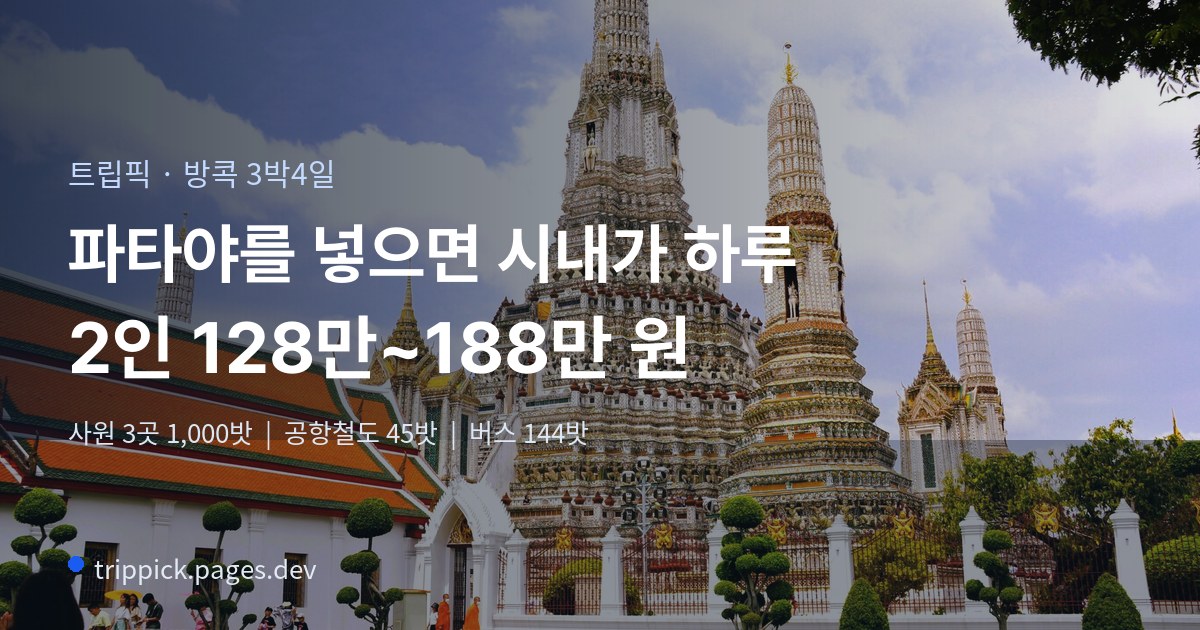 트립픽 · 방콕 3박4일
파타야를 넣으면 시내가 하루
2인 128만~188만 원
사원 3곳 1,000밧 | 공항철도 45밧 | 버스 144밧
trippick.pages.dev